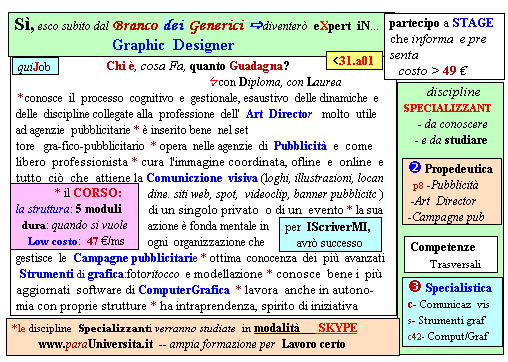 Sì, esco subito dal Branco dei Generici ➪diventerò eXpert iN...
Graphic Designer
<31.a01
quiJob
Chi è, cosa Fa, quanto Guadagna?
con Diploma, con Laurea
*conosce il processo cognitivo e gestionale, esaustivo delle dinamiche e
delle discipline collegate alla professione dell' Art Director molto utile
ad agenzie pubblicitarie * è inserito bene nel set
tore gra-fico-pubblicitario * opera nelle agenzie di Pubblicità e come
libero professionista * cura l'immagine coordinata, ofline e online e
tutto ciò che attiene la Comuniczione visiva (loghi, illustrazioni, locan
dine. siti web, spot, videoclip, banner pubblicitc )
di un singolo privato o di un evento * la sua
azione è fonda mentale in
ogni organizzazione che
* il CORSO:
la struttura: 5 moduli
dura: quando si vuole
Low costo: 47 €/ms
per IScriverMI,
avrò successo
gestisce le Campagne pubblicitarie * ottima conoscenza dei più avanzati
Strumenti di grafica:fotoritocco e modellazione * conosce bene i più
aggiornati software di ComputerGrafica * lavora anche in autono-
mia con proprie strutture * ha intraprendenza, spirito di iniziativa
*le discipline Specializzanti verranno studiate in modalità SKYPE
www.paraUniversita.it -- ampia formazione per Lavoro certo
partecipo a STAGE
che informa e pre
senta
costo > 49 €
discipline
SPECIALIZZANT
- da conoscere
- e da studiare
❷ Propedeutica
p8 -Pubblicità
-Art Director
-Campagne pub
Competenze
Trasversali
❸ Specialistica
c- Comunicaz vis
s- Strumenti graf
c42- Comput/Graf